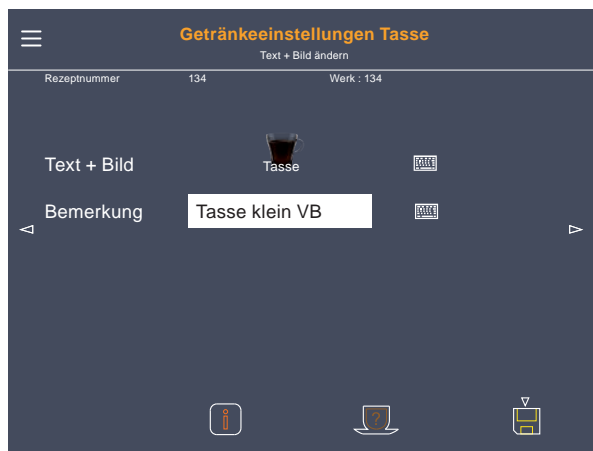 Getränkeeinstellungen Tasse
Text + Bild ändern
Rezeptnummer 134 Werk : 134
Text + Bild Tasse
Bemerkung Tasse klein VB
i ?